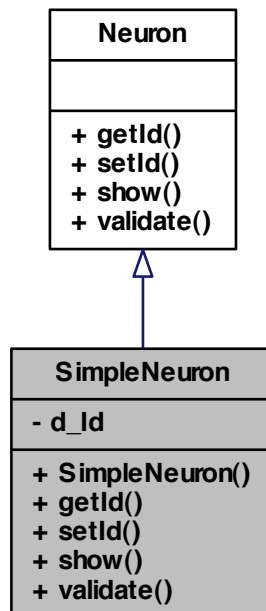 Neuron
+ getId()
+ setId()
+ show()
+ validate()
SimpleNeuron
- d_Id
+ SimpleNeuron()
+ getId()
+ setId()
+ show()
+ validate()